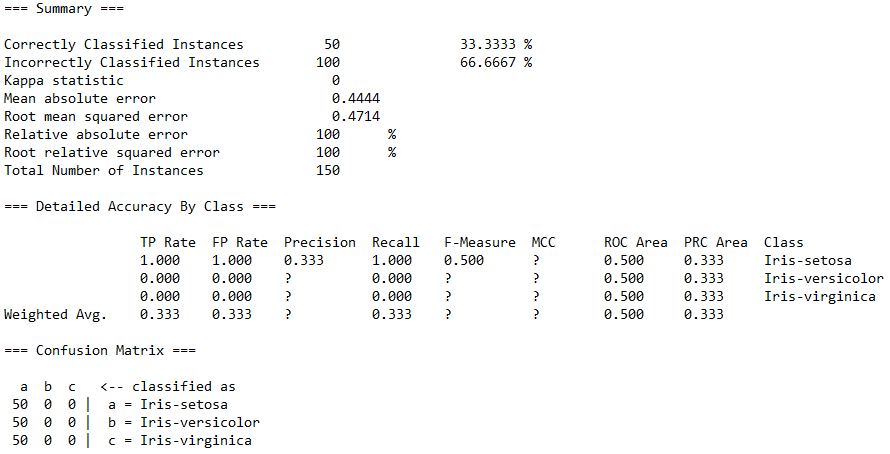 === Summary ===
Correctly Classified Instances 50 33.3333 %
Incorrectly Classified Instances 100 66.6667 %
Kappa statistic 0
Mean absolute error 0.4444
Root mean squared error 0.4714
Relative absolute error 100 %
Root relative squared error 100 %
Total Number of Instances 150
=== Detailed Accuracy By Class ===
TP Rate FP Rate Precision Recall F-Measure MCC ROC Area PRC Area Class
1.000 1.000 0.333 1.000 0.500 ? 0.500 0.333 Iris-setosa
0.000 0.000 ? 0.000 ? ? 0.500 0.333 Iris-versicolor
0.000 0.000 ? 0.000 ? ? 0.500 0.333 Iris-virginica
Weighted Avg. 0.333 0.333 ? 0.333 ? ? 0.500 0.333
=== Confusion Matrix ===
a b c <-- classified as
50 0 0 | a = Iris-setosa
50 0 0 | b = Iris-versicolor
50 0 0 | c = Iris-virginica